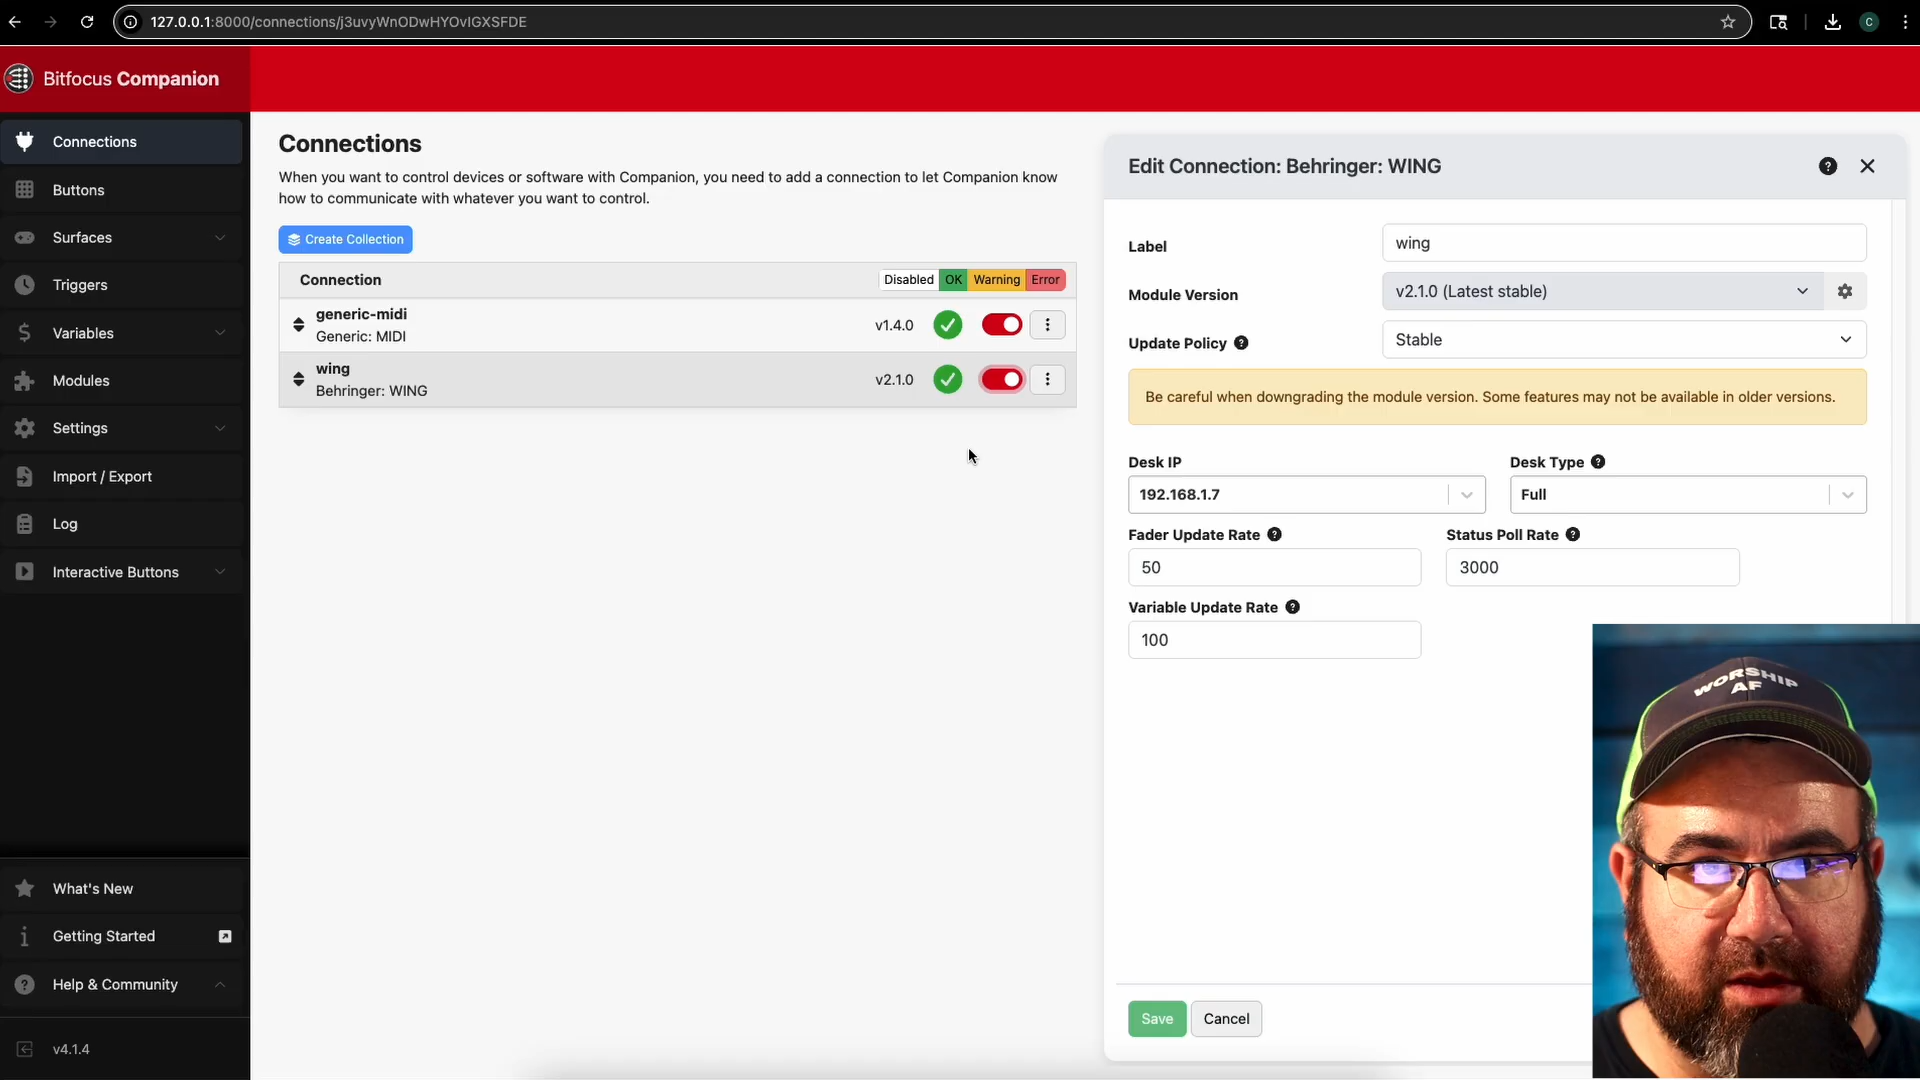 127.0.0.1:8000/connections/j3uvyWnODwHYOvIGXSFDE
C
Bitfocus Companion
Connections
Buttons
Surfaces
Triggers
Variables
Modules
Settings
Import / Export
Log
Interactive Buttons
What's New
Getting Started
Help & Community
v4.1.4
Connections
When you want to control devices or software with Companion, you need to add a connection to let Companion know
how to communicate with whatever you want to control.
Create Collection
Connection Disabled OK Warning Error
generic-midi
Generic: MIDI
v1.4.0
wing
Behringer: WING
v2.1.0
Edit Connection: Behringer: WING
Label wing
Module Version v2.1.0 (Latest stable)
Update Policy Stable
Be careful when downgrading the module version. Some features may not be available in older versions.
Desk IP Desk Type
192.168.1.7 Full
Fader Update Rate Status Poll Rate
50 3000
Variable Update Rate
100
Save Cancel
WORSHIP
AF